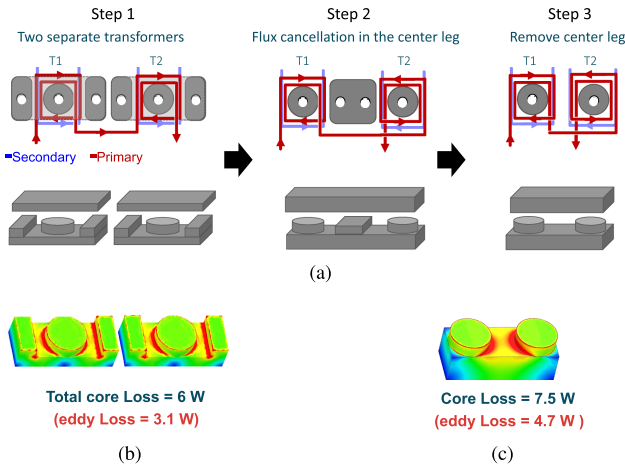 Step 1
Step 2
Step 3
Two separate transformers
Flux cancellation in the center leg
Remove center leg
T1
T2
T1
T2
T1
T2
Secondary
Primary
(a)
Total core Loss = 6 W
(eddy Loss = 3.1 W)
Core Loss = 7.5 W
(eddy Loss = 4.7 W )
(b)
(c)